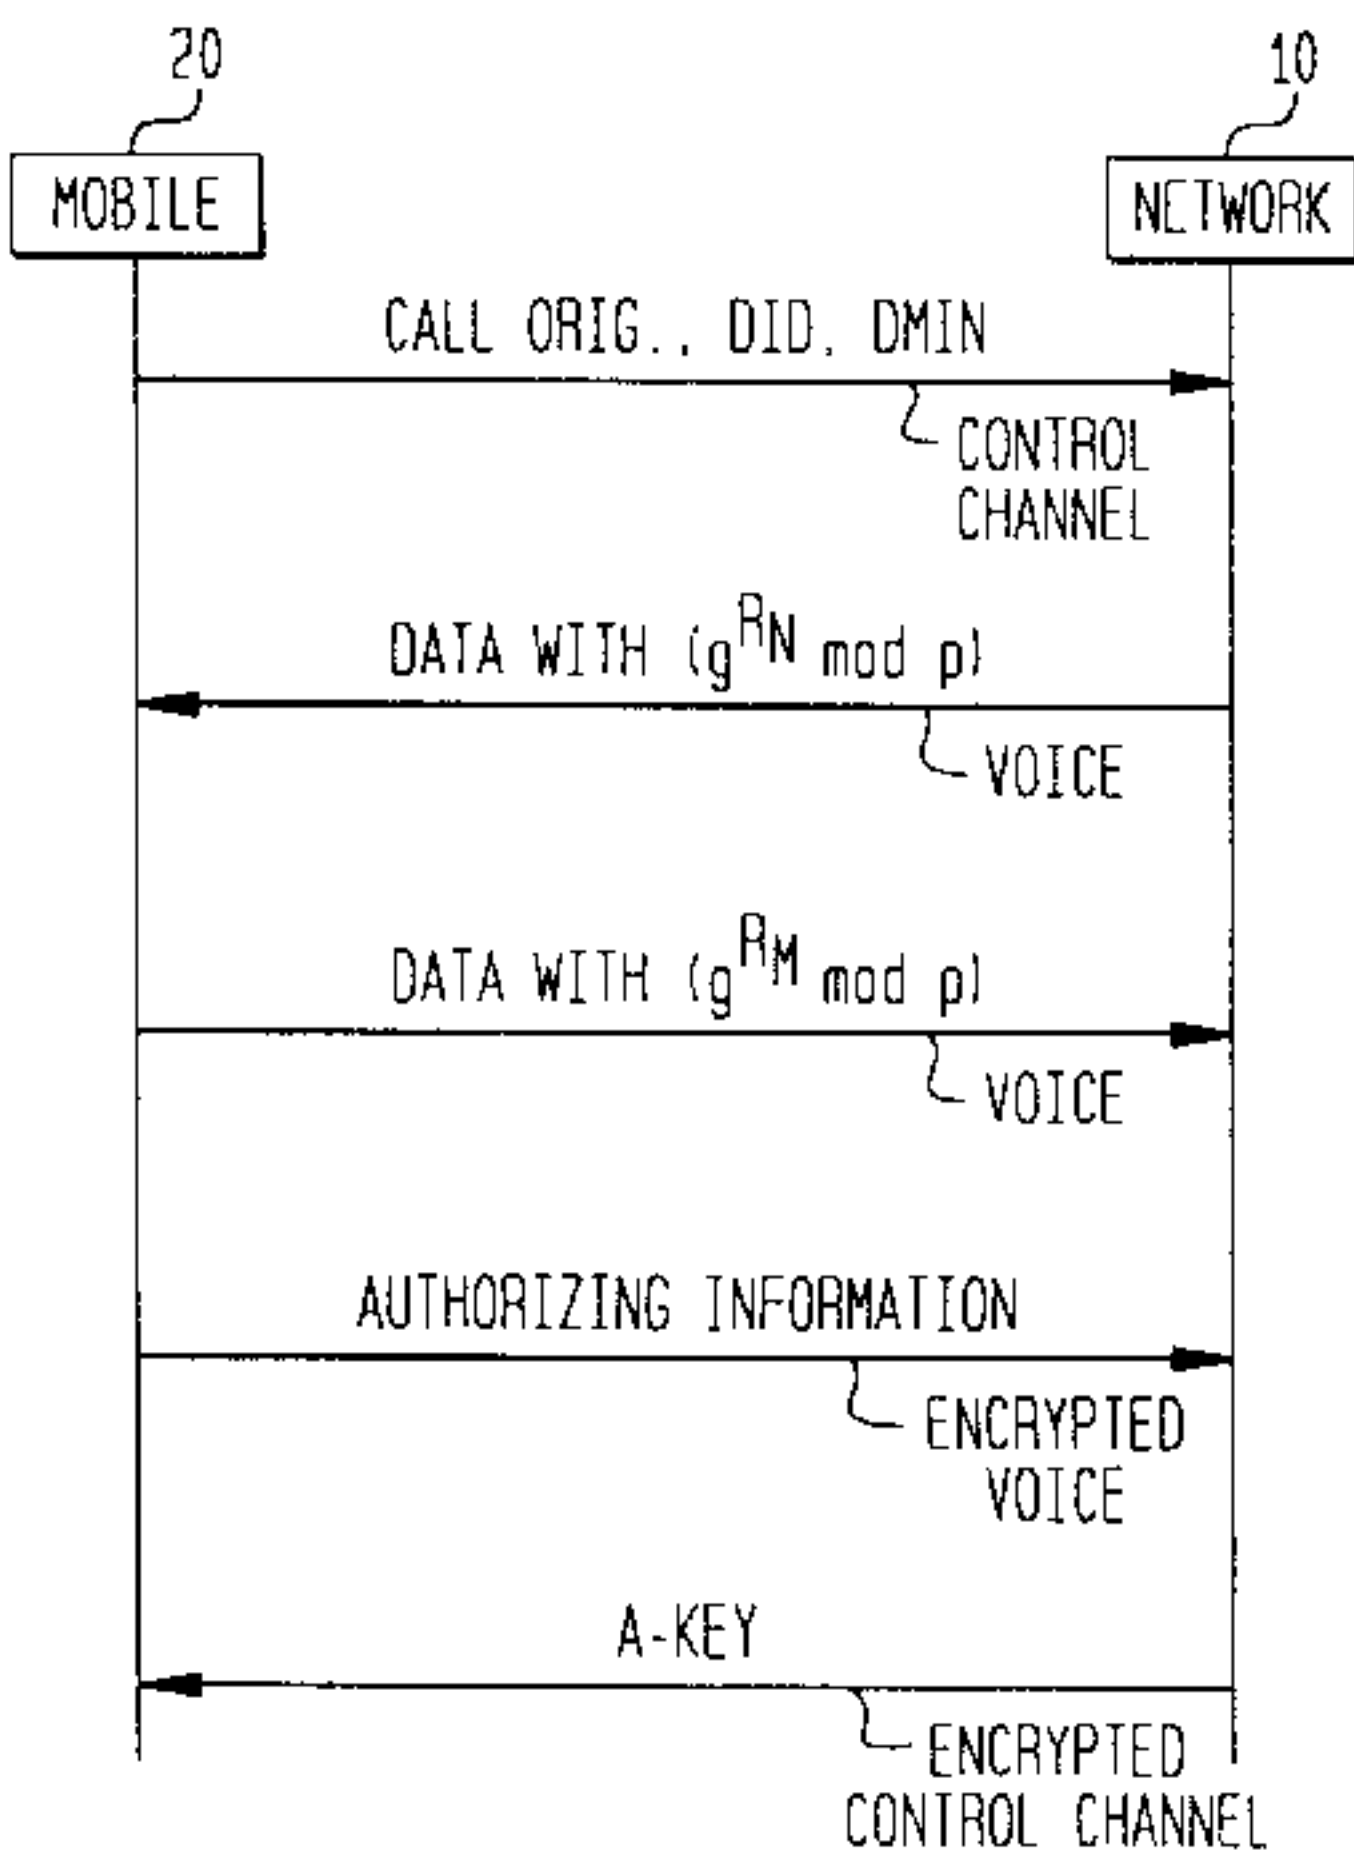 20
10
MOBILE
NETWORK
CALL ORIG., DID, DMIN
CONTROL
CHANNEL
DATA WITH (g^RN mod p)
VOICE
DATA WITH (g^RM mod p)
VOICE
AUTHORIZING INFORMATION
ENCRYPTED
VOICE
A-KEY
ENCRYPTED
CONTROL CHANNEL